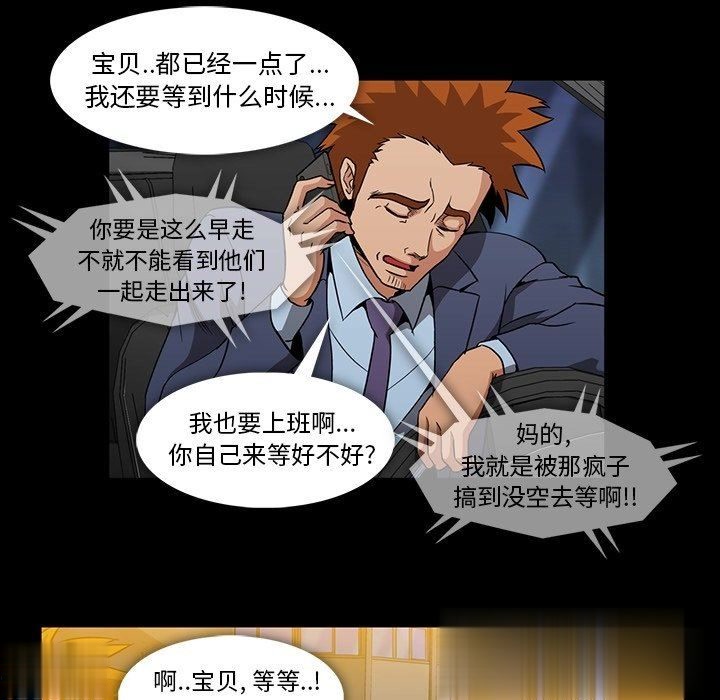 宝贝..都已经一点了...
我还要等到什么时候...
你要是这么早走
不就不能看到他们
一起走出来了!
我也要上班啊...
你自己来等好不好?
妈的,
我就是被那疯子
搞到没空去等啊!!
啊..宝贝, 等等..!